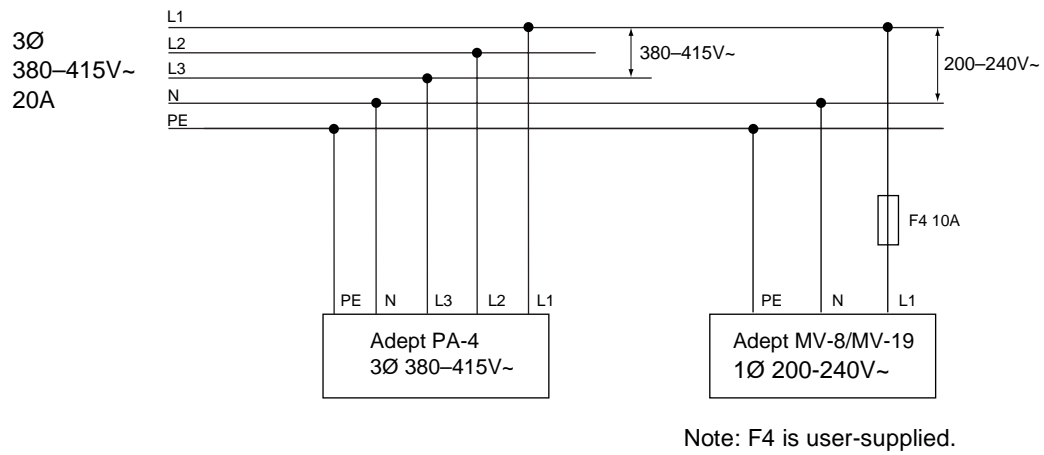 L1
L2
L3
N
PE
3Ø
380–415V~
20A
380–415V~
200–240V~
F4 10A
PE N L3 L2 L1
PE N L1
Adept PA-4
3Ø 380–415V~
Adept MV-8/MV-19
1Ø 200-240V~
Note: F4 is user-supplied.